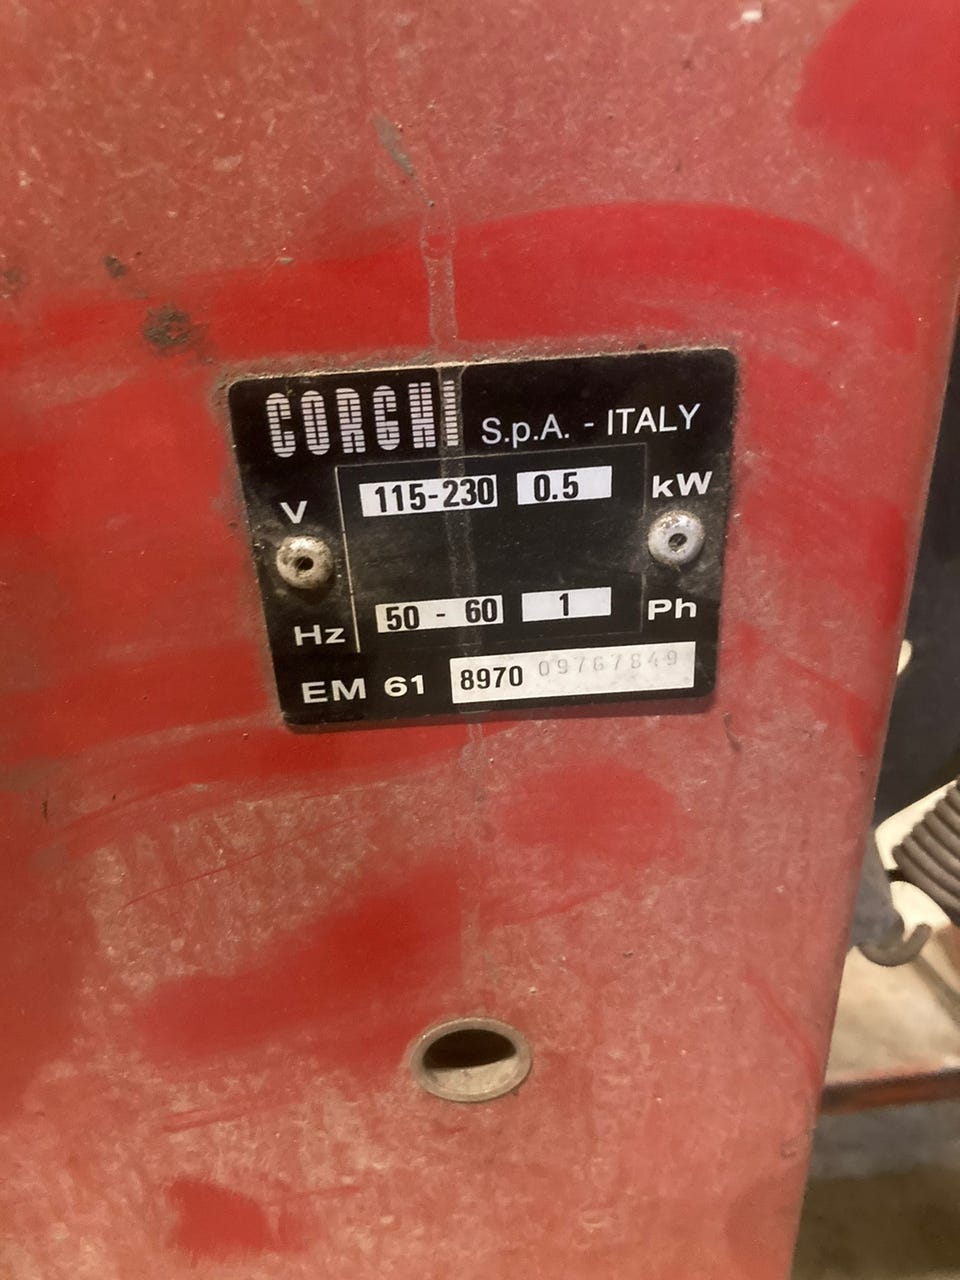 CORGHI S.p.A. - ITALY
V 115-230 0.5 kW
Hz 50 - 60 1 Ph
EM 61 8970 09767849